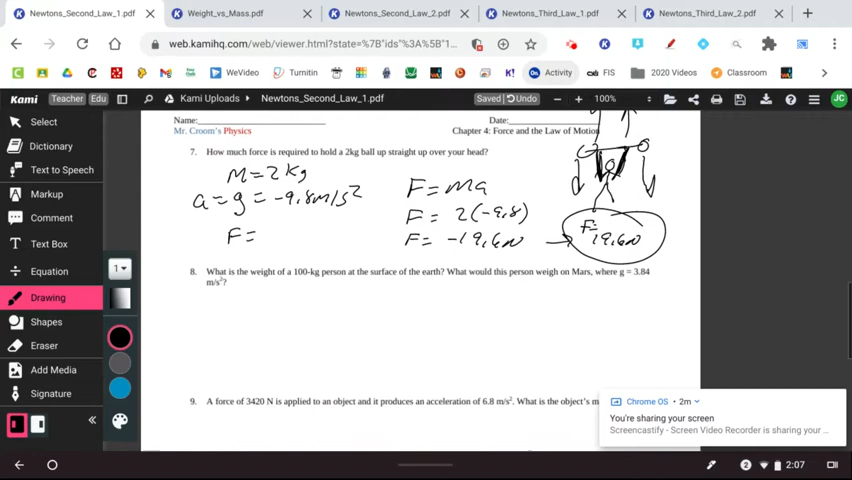 Newtons_Second_Law_1.pdf Weight_vs_Mass.pdf Newtons_Second_Law_2.pdf Newtons_Third_Law_1.pdf Newtons_Third_Law_2.pdf
web.kamihq.com/web/viewer.html?state=%7B"ids"%3A%5B"1...
WeVideo Turnitin Y! K! Activity FIS 2020 Videos Classroom
Kami Teacher Edu Kami Uploads > Newtons_Second_Law_1.pdf Saved Undo 100% JC
Select
Dictionary
Text to Speech
Markup
Comment
Text Box
Equation
Drawing
Shapes
Eraser
Add Media
Signature
1
Name: Date:
Mr. Croom's Physics Chapter 4: Force and the Law of Motion
7. How much force is required to hold a 2kg ball up straight up over your head?
M = 2 kg
a = g = -9.8 m/s²
F =
F = ma
F = 2(-9.8)
F = -19.6N →
F =
19.6N
8. What is the weight of a 100-kg person at the surface of the earth? What would this person weigh on Mars, where g = 3.84
m/s²?
9. A force of 3420 N is applied to an object and it produces an acceleration of 6.8 m/s². What is the object's
Chrome OS • 2m
You're sharing your screen
Screencastify - Screen Video Recorder is sharing your ...
2 2:07